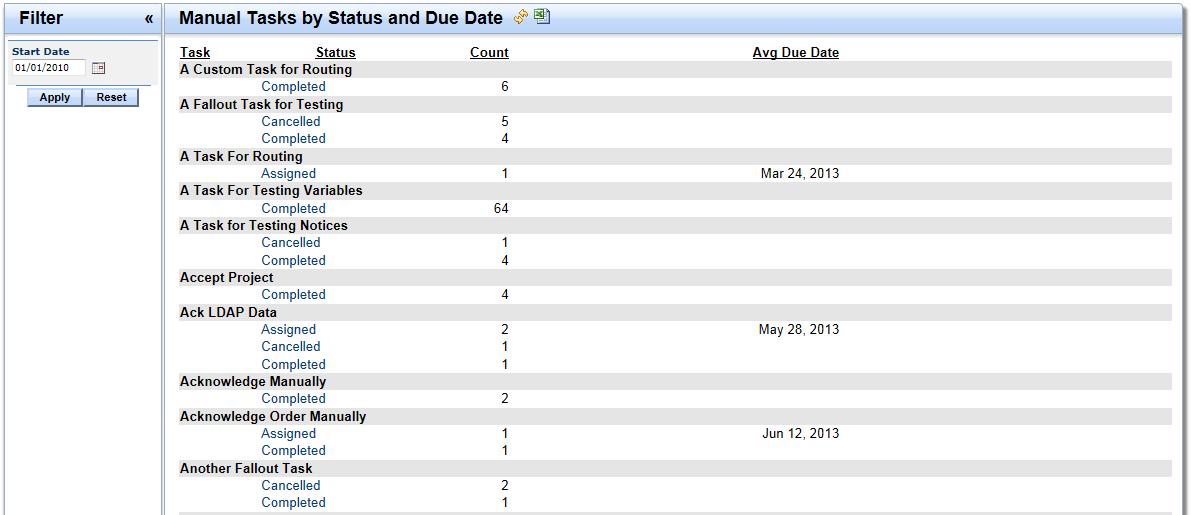 Filter «
Start Date
01/01/2010
Apply Reset
Manual Tasks by Status and Due Date
Task Status Count Avg Due Date
A Custom Task for Routing
Completed 6
A Fallout Task for Testing
Cancelled 5
Completed 4
A Task For Routing
Assigned 1 Mar 24, 2013
A Task For Testing Variables
Completed 64
A Task for Testing Notices
Cancelled 1
Completed 4
Accept Project
Completed 4
Ack LDAP Data
Assigned 2 May 28, 2013
Cancelled 1
Completed 1
Acknowledge Manually
Completed 2
Acknowledge Order Manually
Assigned 1 Jun 12, 2013
Completed 1
Another Fallout Task
Cancelled 2
Completed 1